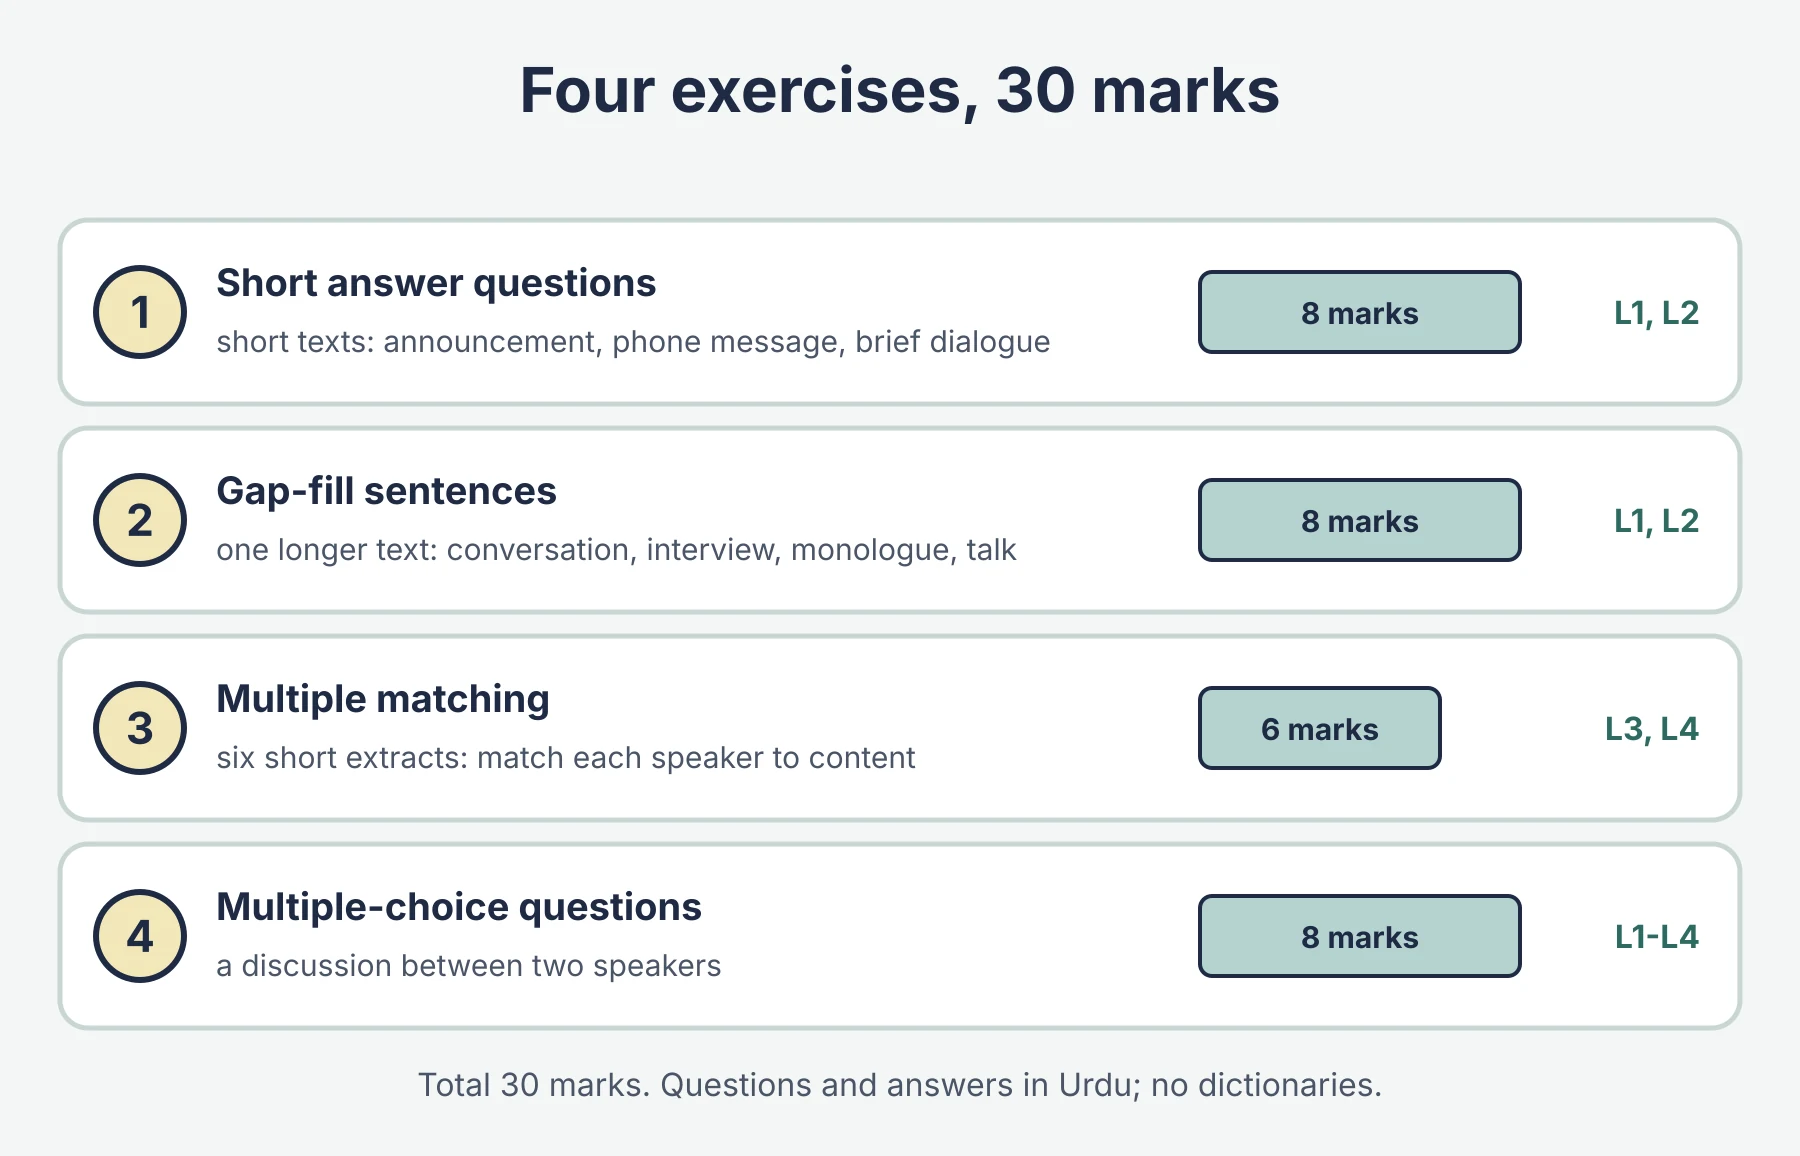 Four exercises, 30 marks
1
Short answer questions
short texts: announcement, phone message, brief dialogue
8 marks
L1, L2
2
Gap-fill sentences
one longer text: conversation, interview, monologue, talk
8 marks
L1, L2
3
Multiple matching
six short extracts: match each speaker to content
6 marks
L3, L4
4
Multiple-choice questions
a discussion between two speakers
8 marks
L1-L4
Total 30 marks. Questions and answers in Urdu; no dictionaries.